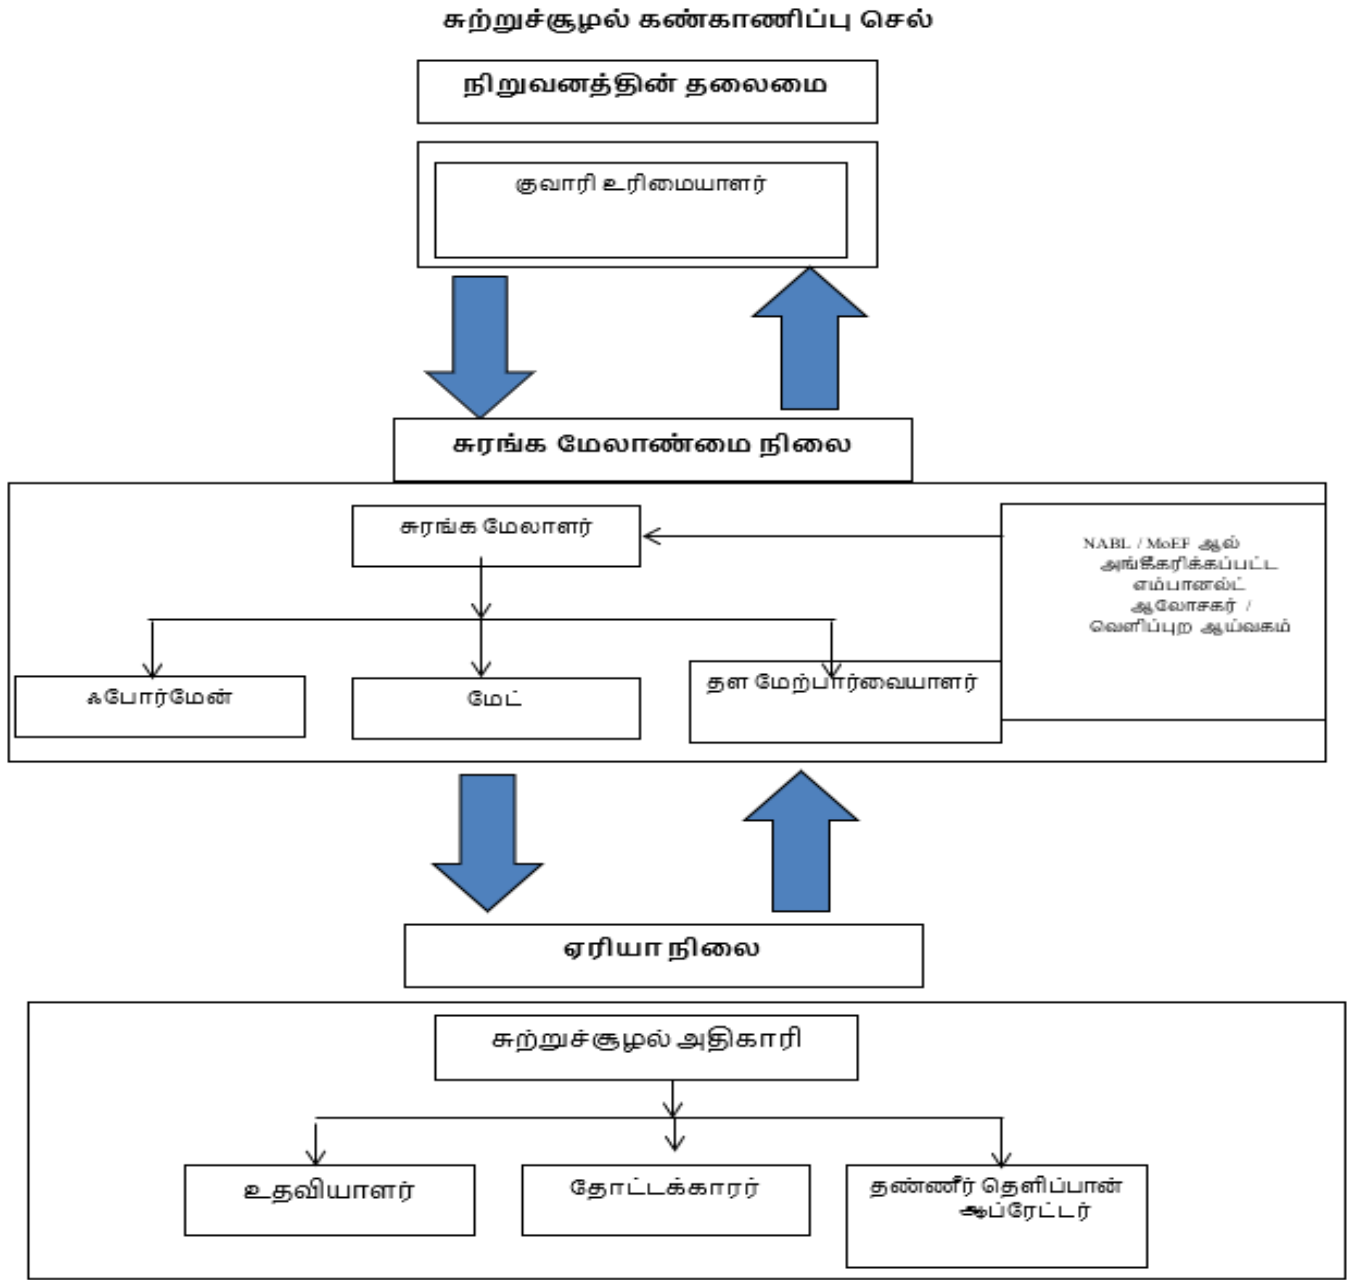 சுற்றுச்சூழல் கண்காணிப்பு செல்
நிறுவனத்தின் தலைமை
குவாரி உரிமையாளர்
சுரங்க மேலாண்மை நிலை
சுரங்க மேலாளர்
NABL / MoEF ஆல்
அங்கீகரிக்கப்பட்ட
எம்பானல்ட்
ஆலோசகர் /
வெளிப்புற ஆய்வகம்
ஃபோர்மேன்
மேட்
தள மேற்பார்வையாளர்
ஏரியா நிலை
சுற்றுச்சூழல் அதிகாரி
உதவியாளர்
தோட்டக்காரர்
தண்ணீர் தெளிப்பான்
ஆப்ரேட்டர்